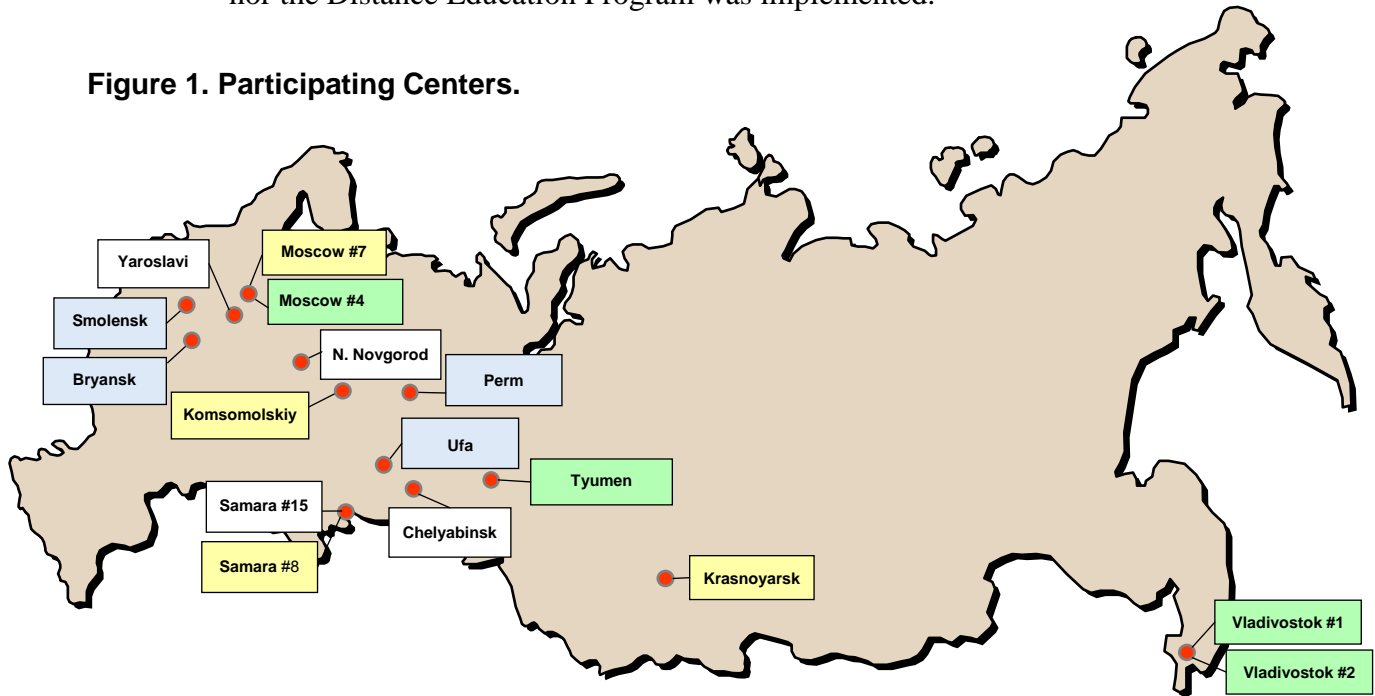 nor the Distance Education Program was implemented.
Figure 1. Participating Centers.
Moscow #7
Yaroslavi
Moscow #4
Smolensk
N. Novgorod
Bryansk
Perm
Komsomolskiy
Ufa
Tyumen
Samara #15
Chelyabinsk
Samara #8
Krasnoyarsk
Vladivostok #1
Vladivostok #2